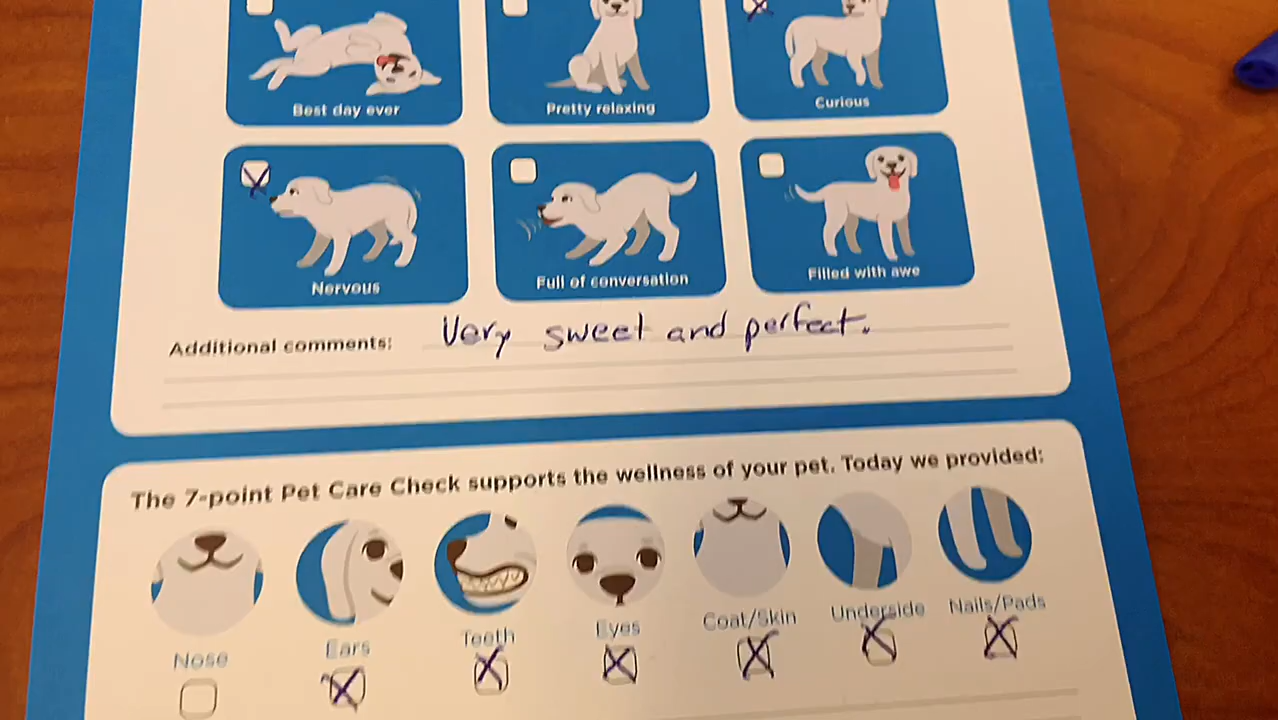 Best day ever
Pretty relaxing
Curious
Nervous
Full of conversation
Filled with awe
Additional comments: Very sweet and perfect.
The 7-point Pet Care Check supports the wellness of your pet. Today we provided:
Nose
Ears
Teeth
Eyes
Coat/Skin
Underside
Nails/Pads